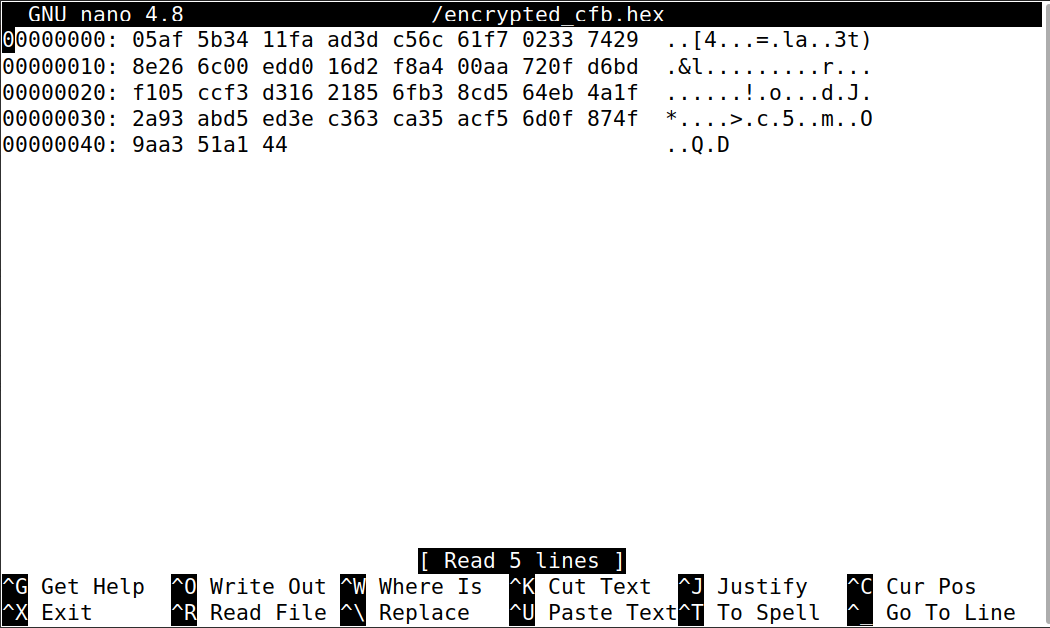 GNU nano 4.8 /encrypted_cfb.hex
00000000: 05af 5b34 11fa ad3d c56c 61f7 0233 7429 ..[4...=.la..3t)
00000010: 8e26 6c00 edd0 16d2 f8a4 00aa 720f d6bd .&l.........r...
00000020: f105 ccf3 d316 2185 6fb3 8cd5 64eb 4a1f ......!.o...d.J.
00000030: 2a93 abd5 ed3e c363 ca35 acf5 6d0f 874f *....>.c.5..m..O
00000040: 9aa3 51a1 44 ..Q.D
[ Read 5 lines ]
^G Get Help ^O Write Out ^W Where Is ^K Cut Text ^J Justify ^C Cur Pos
^X Exit ^R Read File ^\ Replace ^U Paste Text ^T To Spell ^_ Go To Line